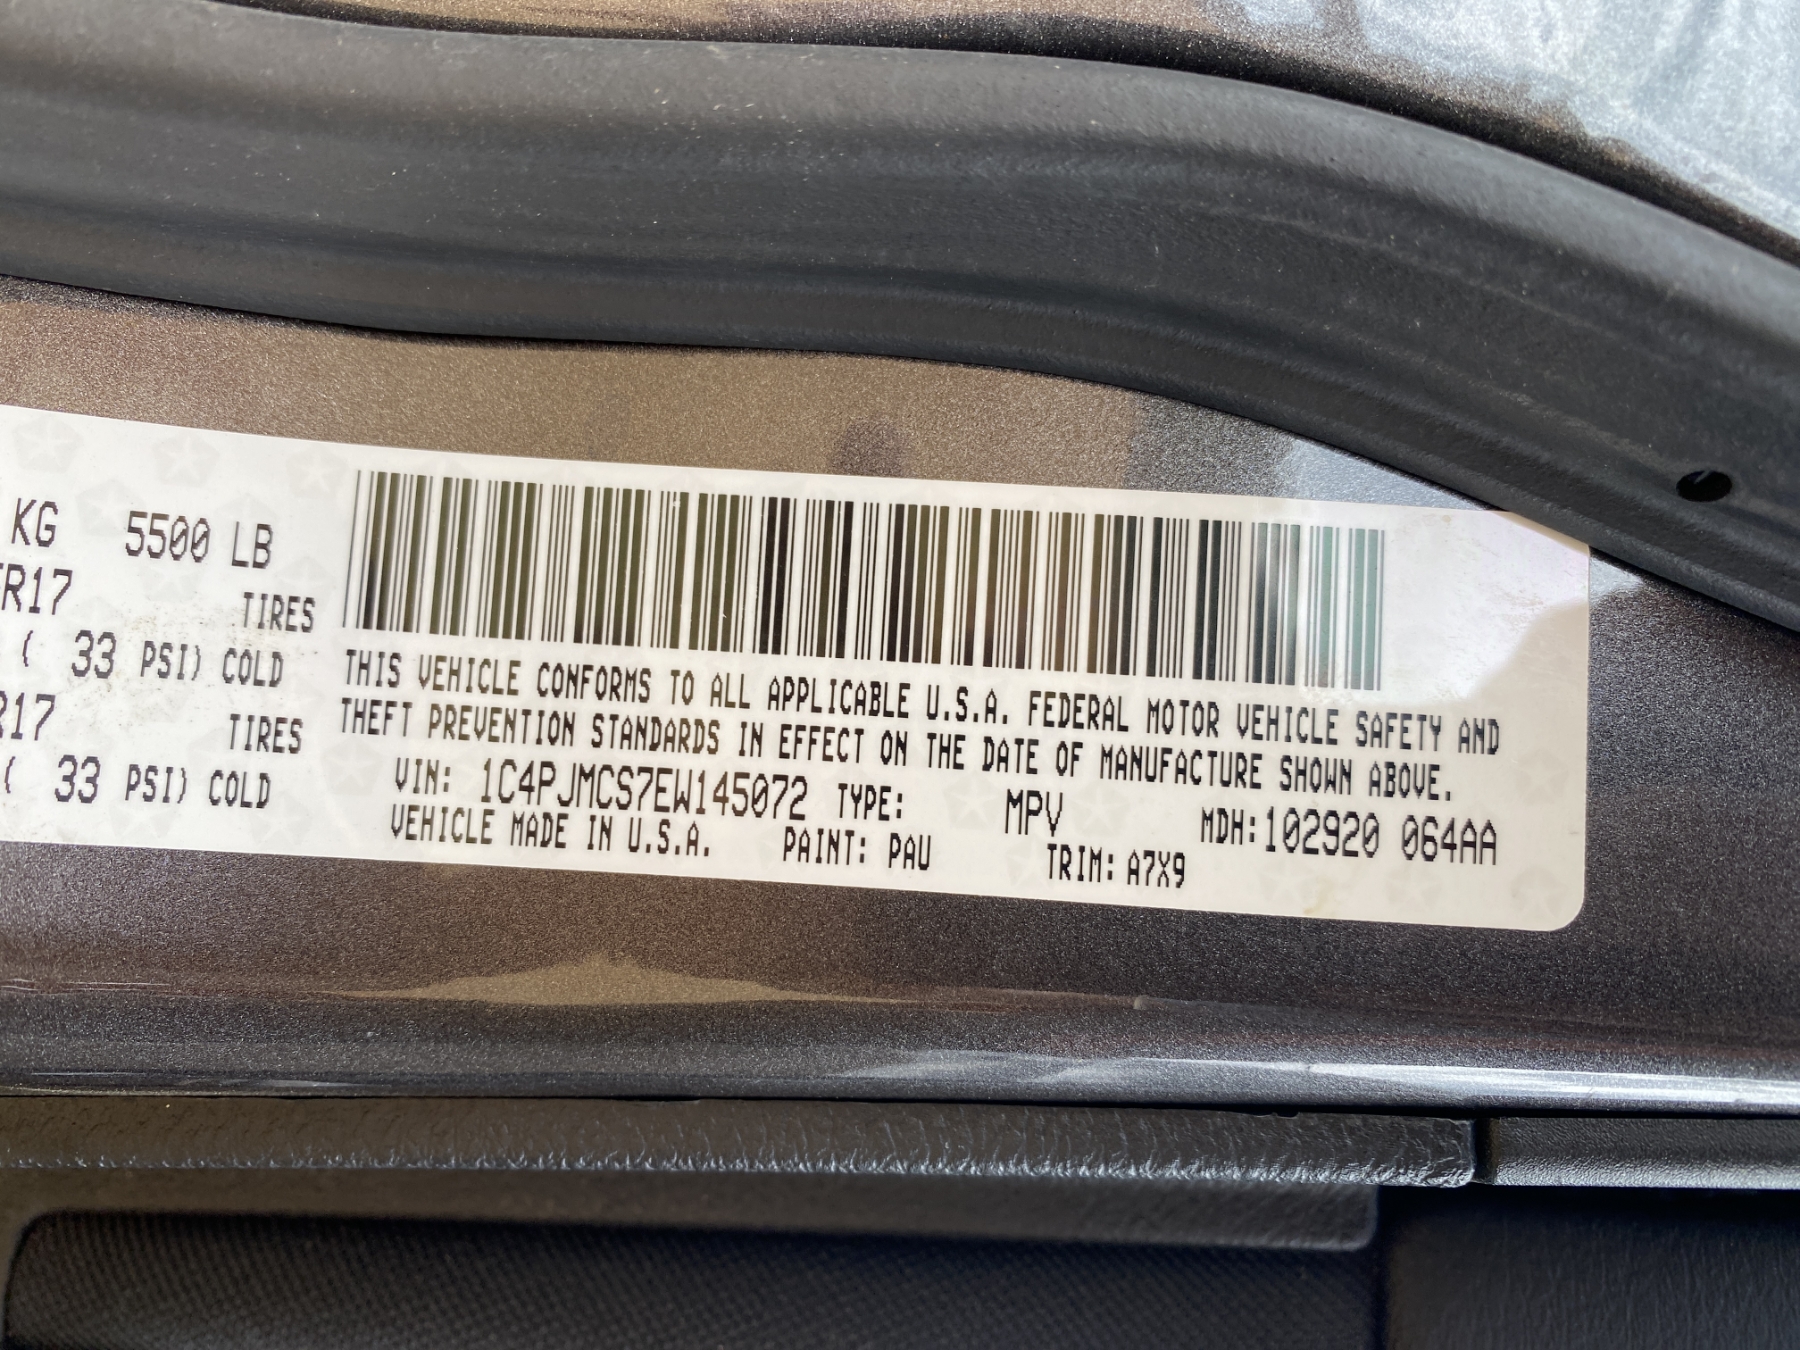 KG 5500 LB
R17 TIRES
( 33 PSI) COLD
R17 TIRES
( 33 PSI) COLD
THIS VEHICLE CONFORMS TO ALL APPLICABLE U.S.A. FEDERAL MOTOR VEHICLE SAFETY AND
THEFT PREVENTION STANDARDS IN EFFECT ON THE DATE OF MANUFACTURE SHOWN ABOVE.
VIN: 1C4PJMCS7EW145072 TYPE: MPV MDH:102920 064AA
VEHICLE MADE IN U.S.A. PAINT: PAU TRIM: A7X9